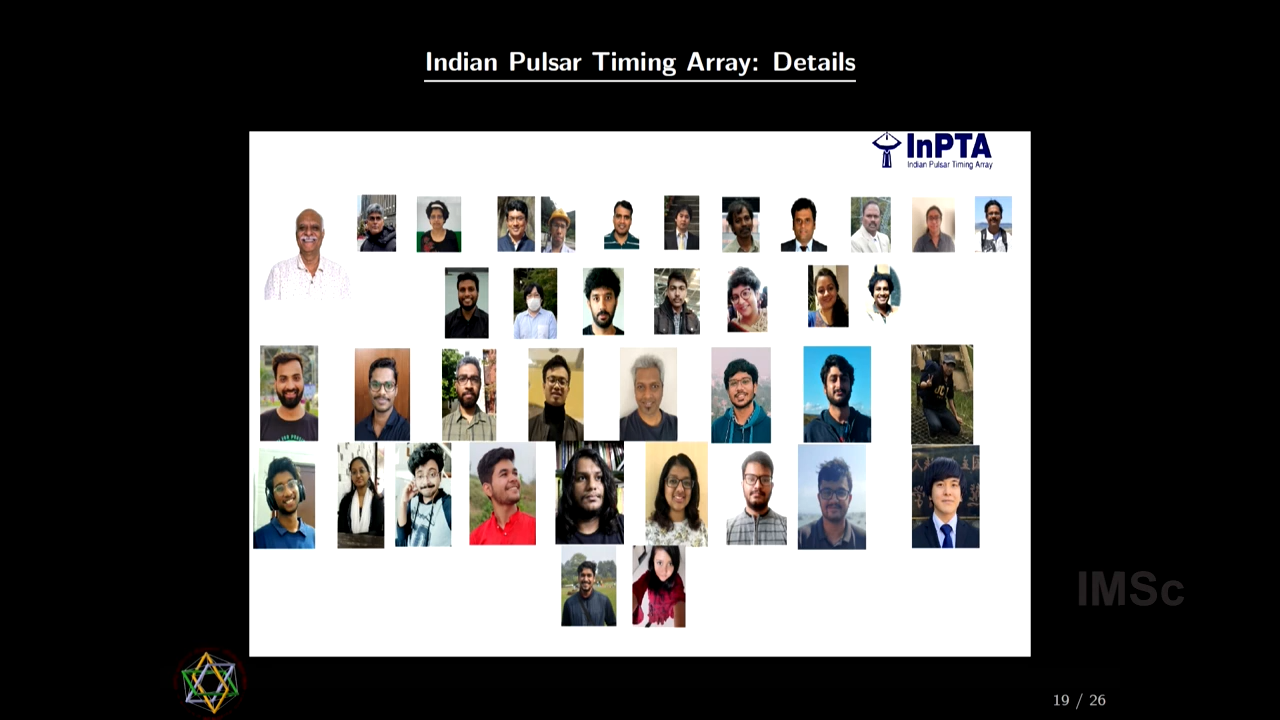 Indian Pulsar Timing Array: Details
InPTA
Indian Pulsar Timing Array
IMSc
19 / 26